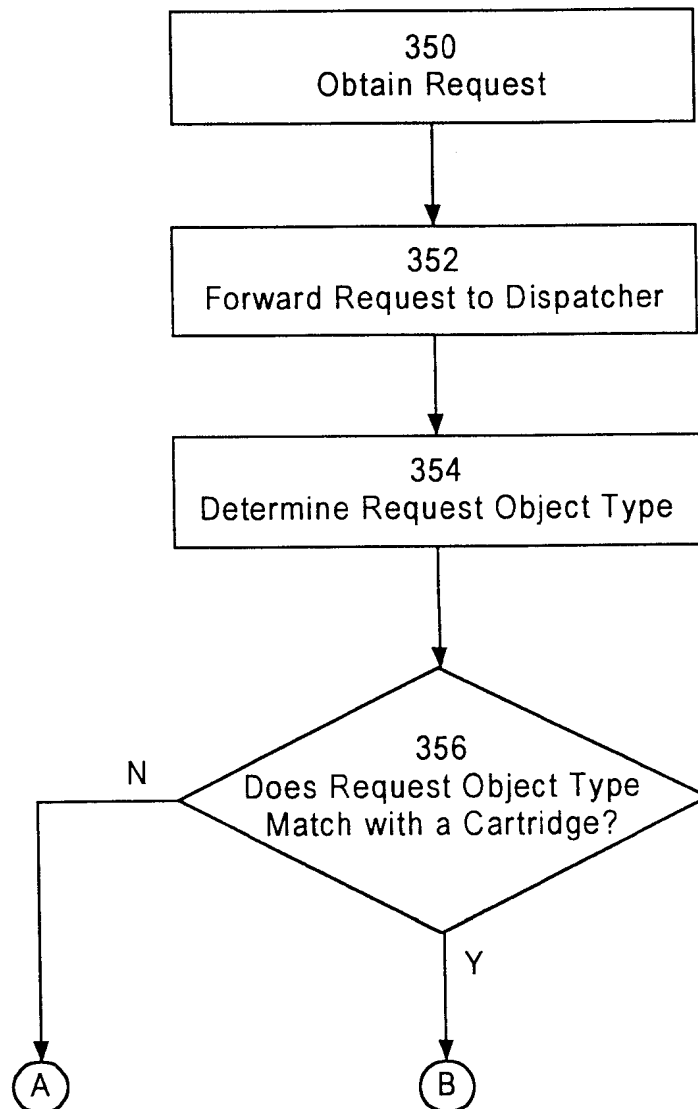 350
Obtain Request
352
Forward Request to Dispatcher
354
Determine Request Object Type
356
Does Request Object Type
Match with a Cartridge?
N
Y
A
B